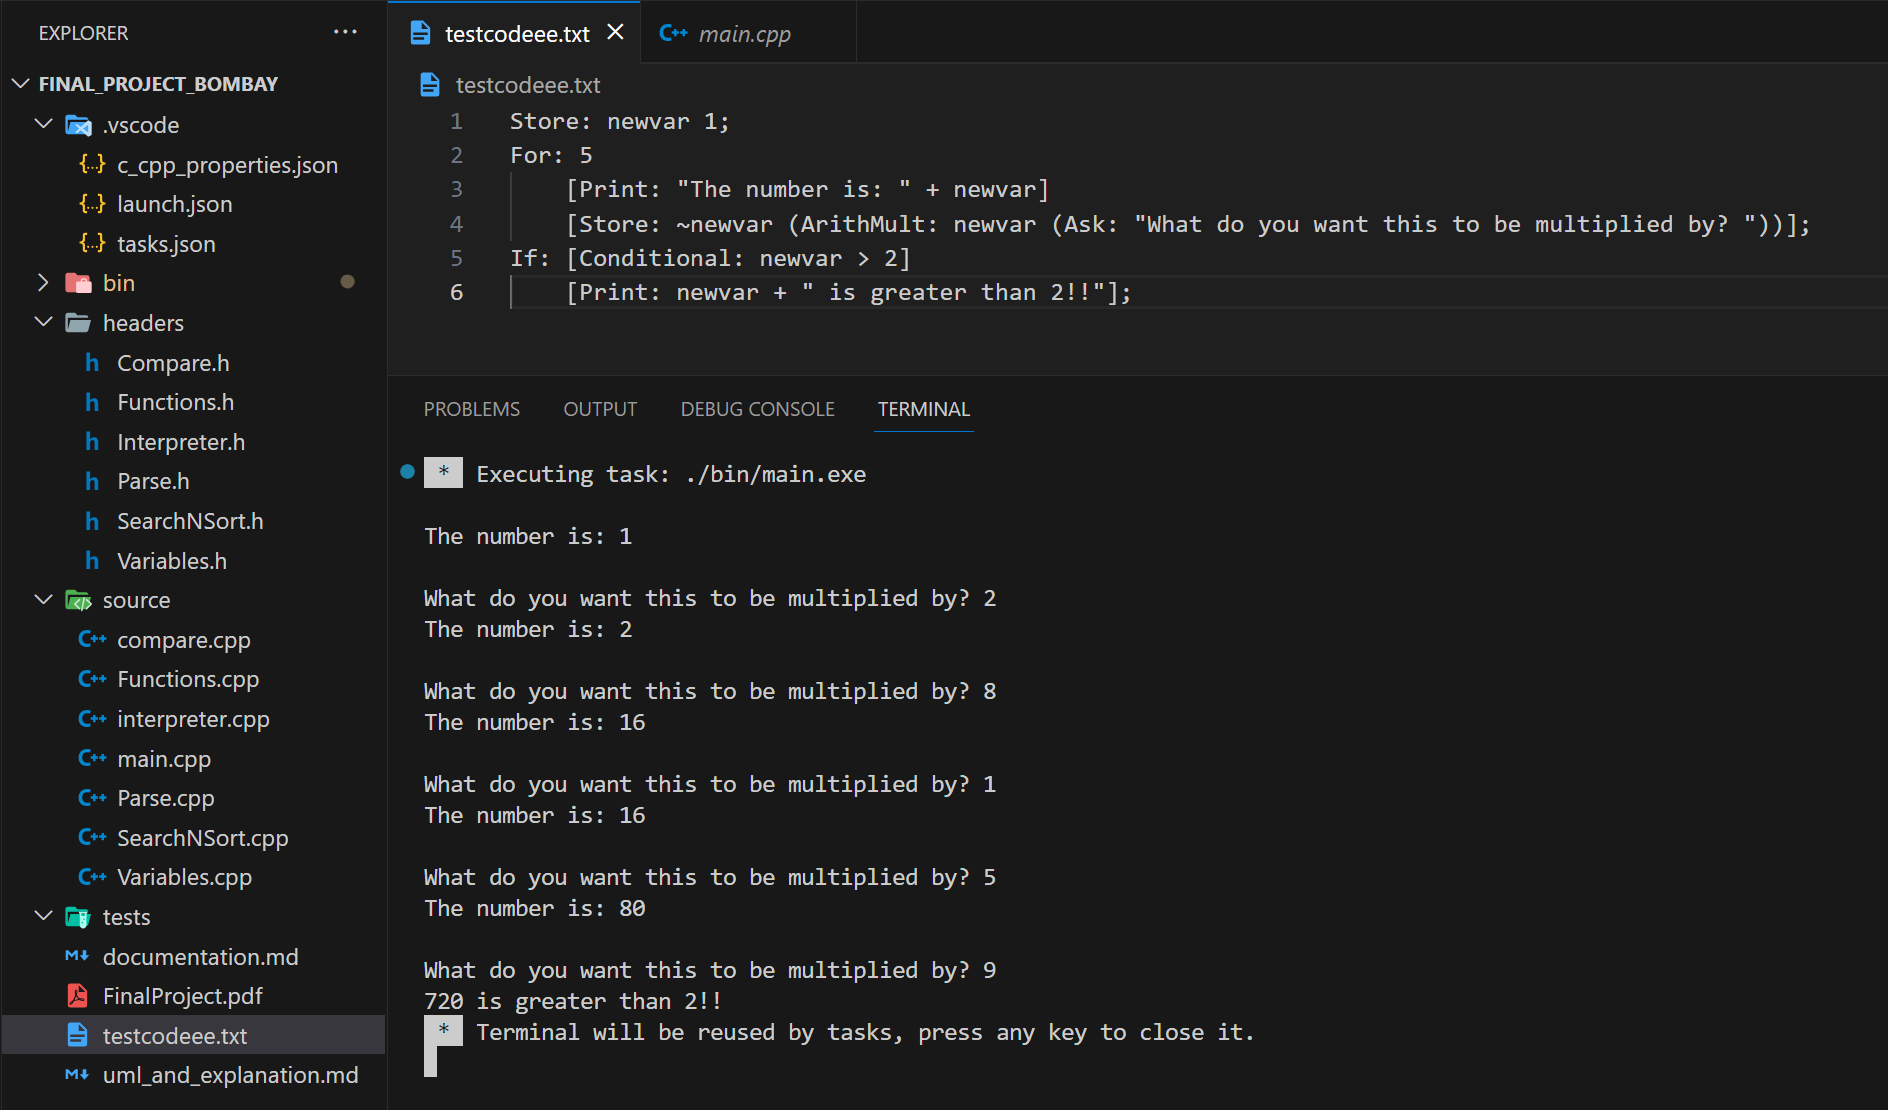 EXPLORER
FINAL_PROJECT_BOMBAY
.vscode
{..} c_cpp_properties.json
{..} launch.json
{..} tasks.json
bin
headers
h Compare.h
h Functions.h
h Interpreter.h
h Parse.h
h SearchNSort.h
h Variables.h
source
C++ compare.cpp
C++ Functions.cpp
C++ interpreter.cpp
C++ main.cpp
C++ Parse.cpp
C++ SearchNSort.cpp
C++ Variables.cpp
tests
M documentation.md
FinalProject.pdf
testcodeee.txt
M uml_and_explanation.md
testcodeee.txt C++ main.cpp
testcodeee.txt
1 Store: newvar 1;
2 For: 5
3 [Print: "The number is: " + newvar]
4 [Store: ~newvar (ArithMult: newvar (Ask: "What do you want this to be multiplied by? "))];
5 If: [Conditional: newvar > 2]
6 [Print: newvar + " is greater than 2!!"];
PROBLEMS OUTPUT DEBUG CONSOLE TERMINAL
* Executing task: ./bin/main.exe
The number is: 1
What do you want this to be multiplied by? 2
The number is: 2
What do you want this to be multiplied by? 8
The number is: 16
What do you want this to be multiplied by? 1
The number is: 16
What do you want this to be multiplied by? 5
The number is: 80
What do you want this to be multiplied by? 9
720 is greater than 2!!
* Terminal will be reused by tasks, press any key to close it.